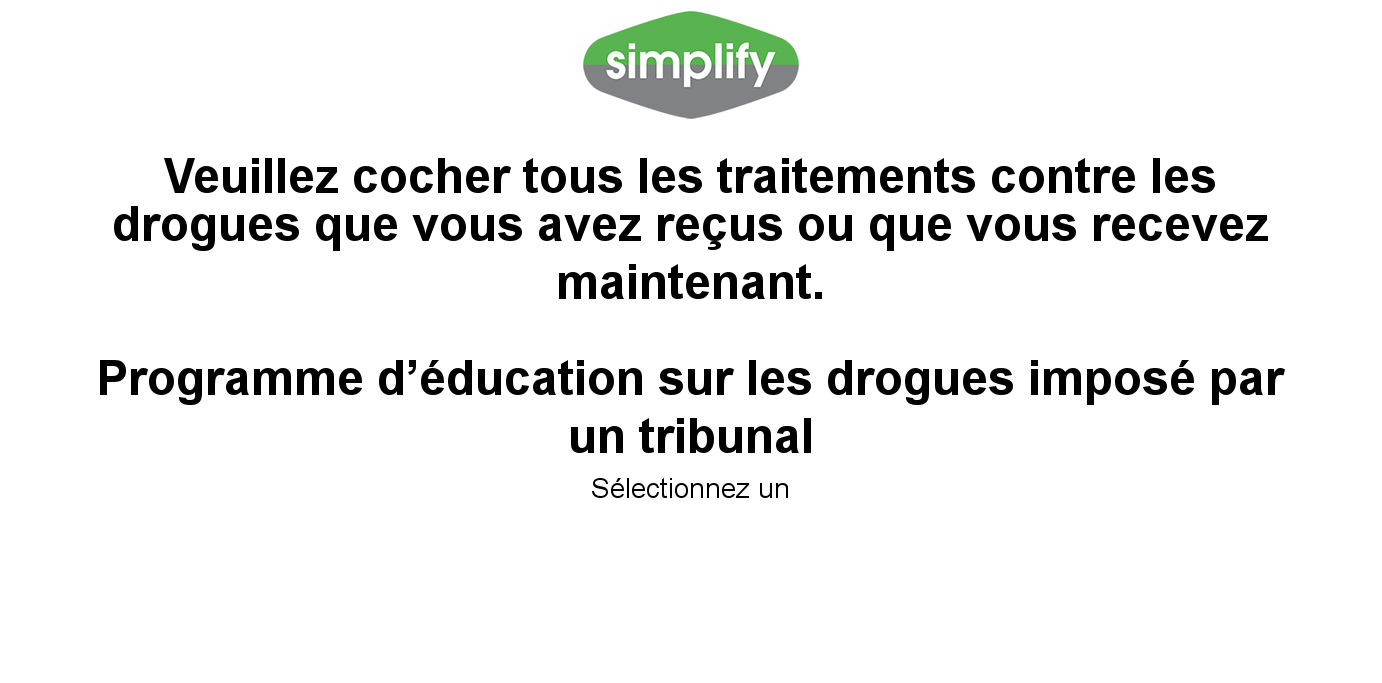 simplify
Veuillez cocher tous les traitements contre les
drogues que vous avez reçus ou que vous recevez
maintenant.
Programme d’éducation sur les drogues imposé par
un tribunal
Sélectionnez un